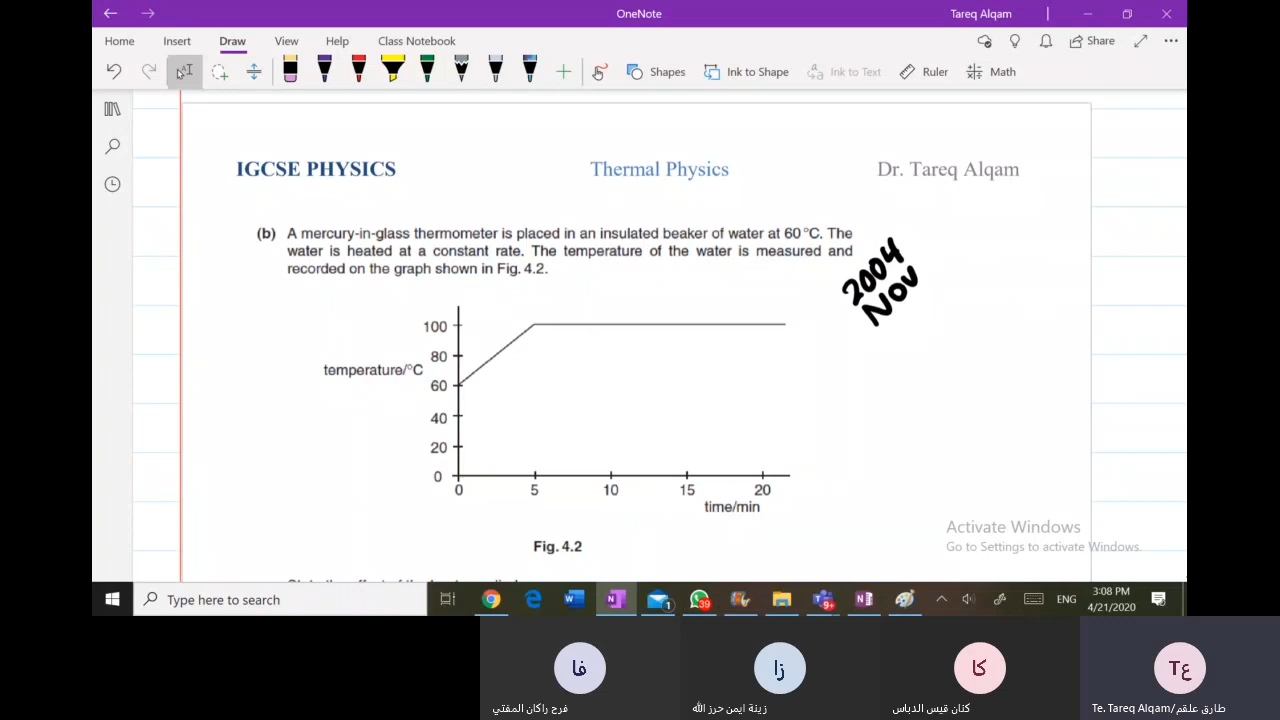 OneNote
Tareq Alqam
Home Insert Draw View Help Class Notebook
Share
Shapes Ink to Shape Ink to Text Ruler Math
IGCSE PHYSICS Thermal Physics Dr. Tareq Alqam
(b) A mercury-in-glass thermometer is placed in an insulated beaker of water at 60 °C. The
water is heated at a constant rate. The temperature of the water is measured and
recorded on the graph shown in Fig. 4.2.
2004
Nov
100
80
temperature/°C
60
40
20
0
0 5 10 15 20
time/min
Fig. 4.2
Activate Windows
Go to Settings to activate Windows.
Type here to search
1
39
9+
ENG
3:08 PM
4/21/2020
فا
زا
كا
Tع
فرح راكان المفتي
زينة ايمن حرز الله
كنان قيس الدباس
Te. Tareq Alqam/طارق علقم